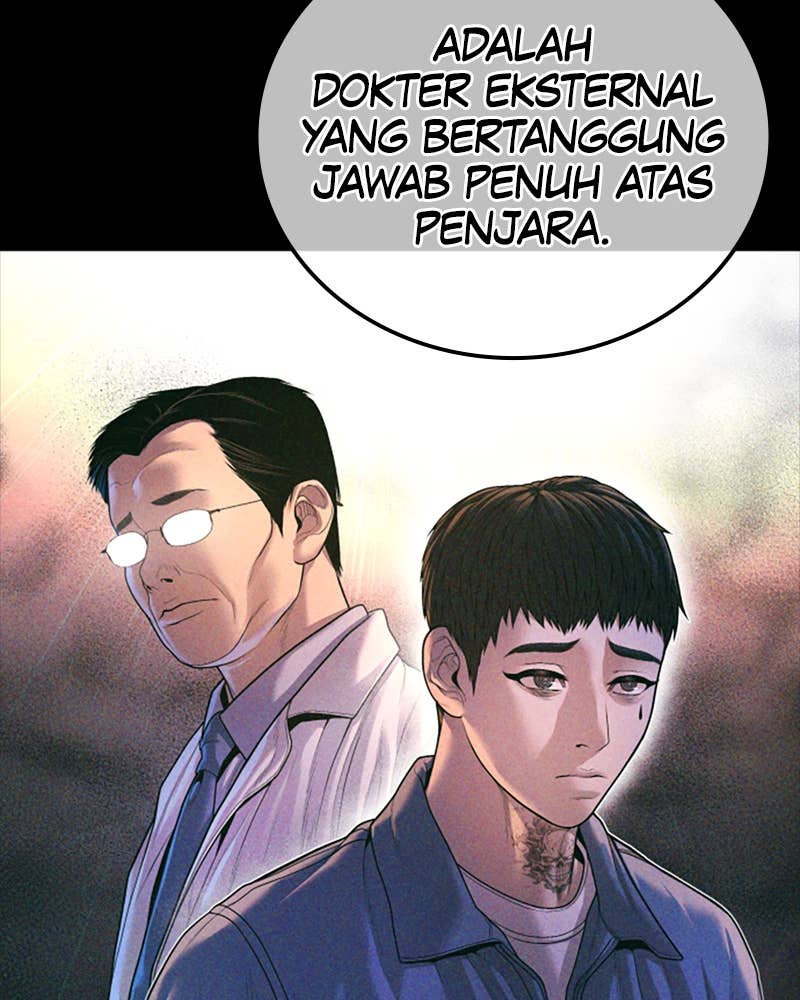 ADALAH
DOKTER EKSTERNAL
YANG BERTANGGUNG
JAWAB PENUH ATAS
PENJARA.